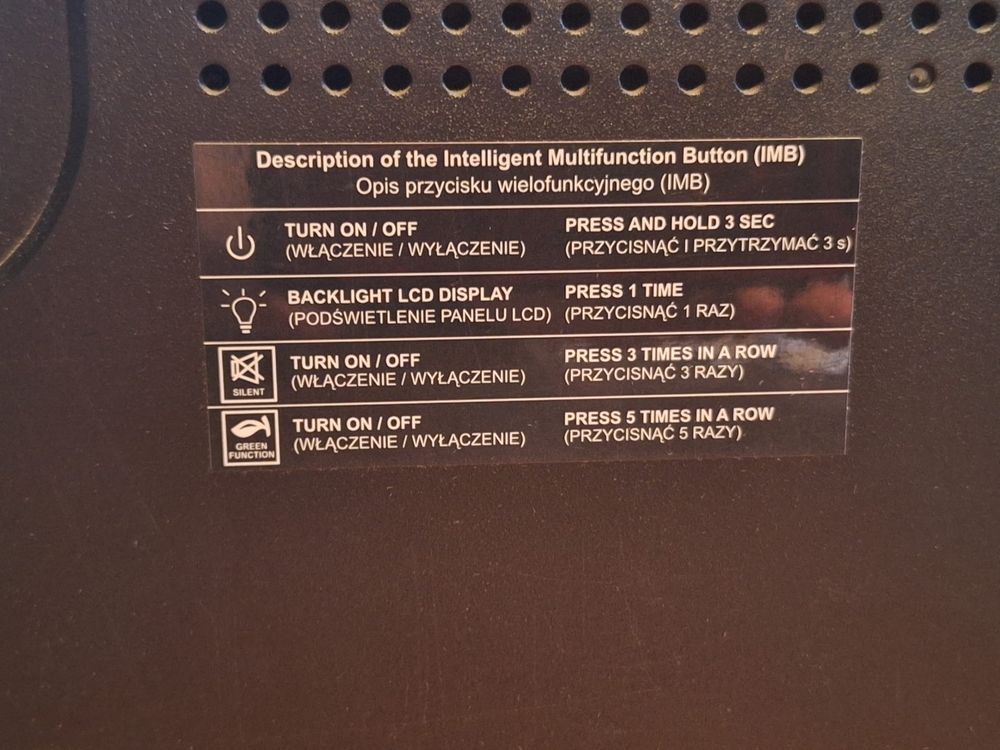 Description of the Intelligent Multifunction Button (IMB)
Opis przycisku wielofunkcyjnego (IMB)
TURN ON / OFF PRESS AND HOLD 3 SEC
(WŁĄCZENIE / WYŁĄCZENIE) (PRZYCISNĄĆ I PRZYTRZYMAĆ 3 s)
BACKLIGHT LCD DISPLAY PRESS 1 TIME
(PODŚWIETLENIE PANELU LCD) (PRZYCISNĄĆ 1 RAZ)
TURN ON / OFF PRESS 3 TIMES IN A ROW
(WŁĄCZENIE / WYŁĄCZENIE) (PRZYCISNĄĆ 3 RAZY)
SILENT
TURN ON / OFF PRESS 5 TIMES IN A ROW
(WŁĄCZENIE / WYŁĄCZENIE) (PRZYCISNĄĆ 5 RAZY)
GREEN
FUNCTION